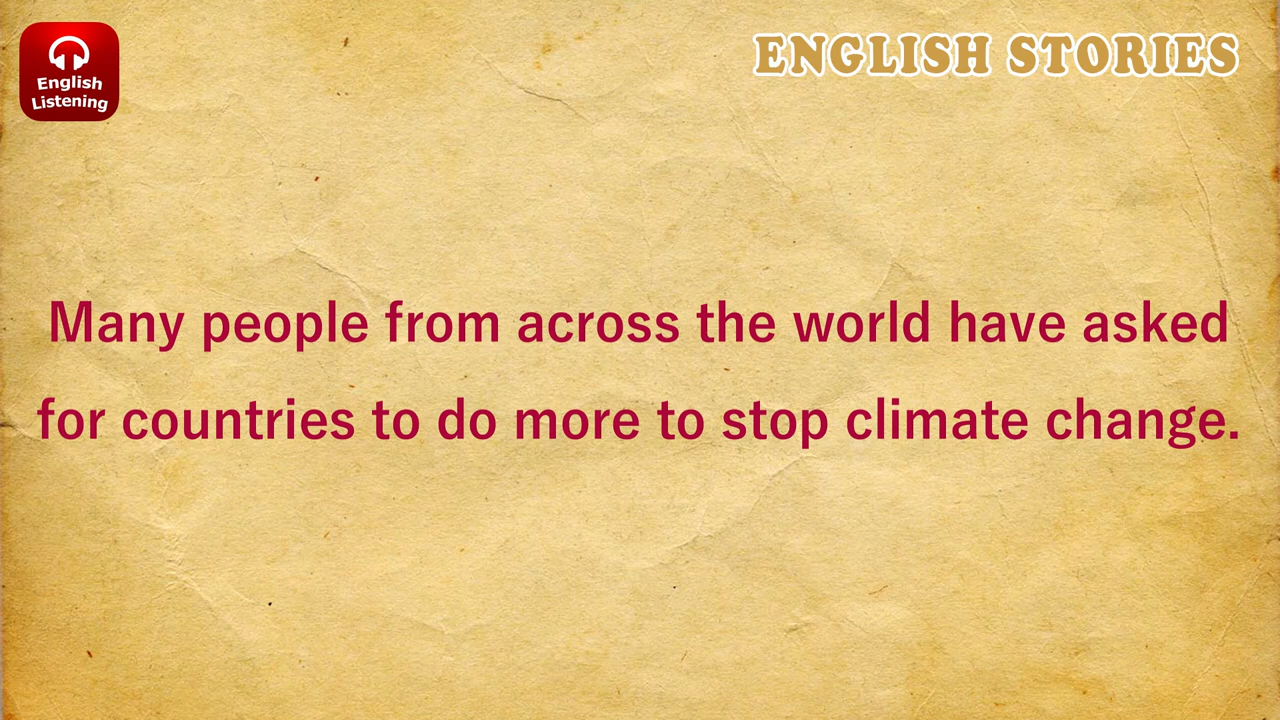 English
Listening
ENGLISH STORIES
Many people from across the world have asked
for countries to do more to stop climate change.